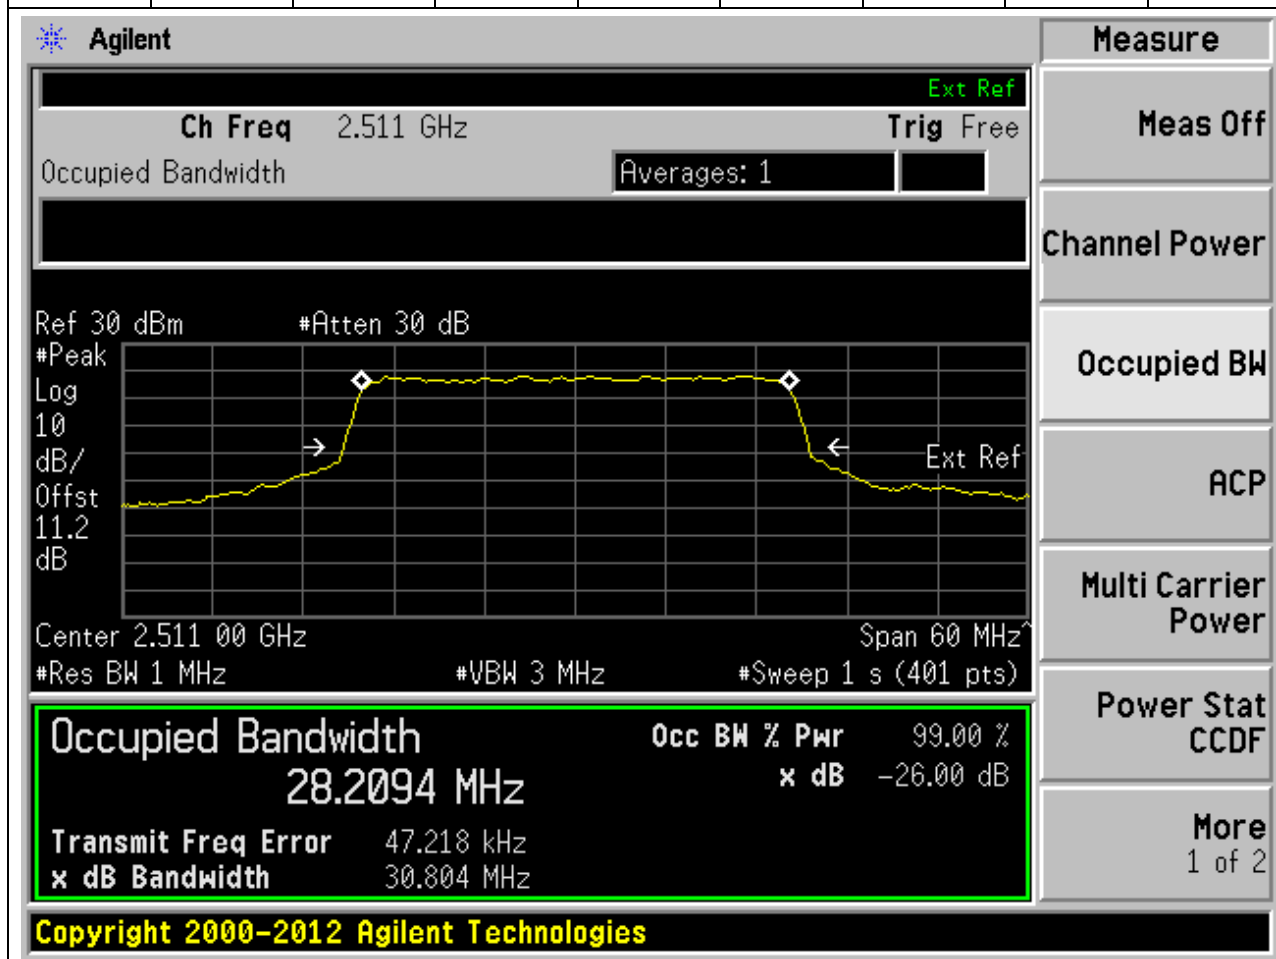 Agilent
Measure
Ext Ref
Ch Freq 2.511 GHz Trig Free
Occupied Bandwidth Averages: 1
Ref 30 dBm #Atten 30 dB
#Peak
Log
10
dB/
Offst
11.2
dB
Ext Ref
Center 2.511 00 GHz Span 60 MHz^
#Res BW 1 MHz #VBW 3 MHz #Sweep 1 s (401 pts)
Occupied Bandwidth Occ BW % Pwr 99.00 %
28.2094 MHz x dB -26.00 dB
Transmit Freq Error 47.218 kHz
x dB Bandwidth 30.804 MHz
Copyright 2000-2012 Agilent Technologies
Meas Off
Channel Power
Occupied BW
ACP
Multi Carrier
Power
Power Stat
CCDF
More
1 of 2